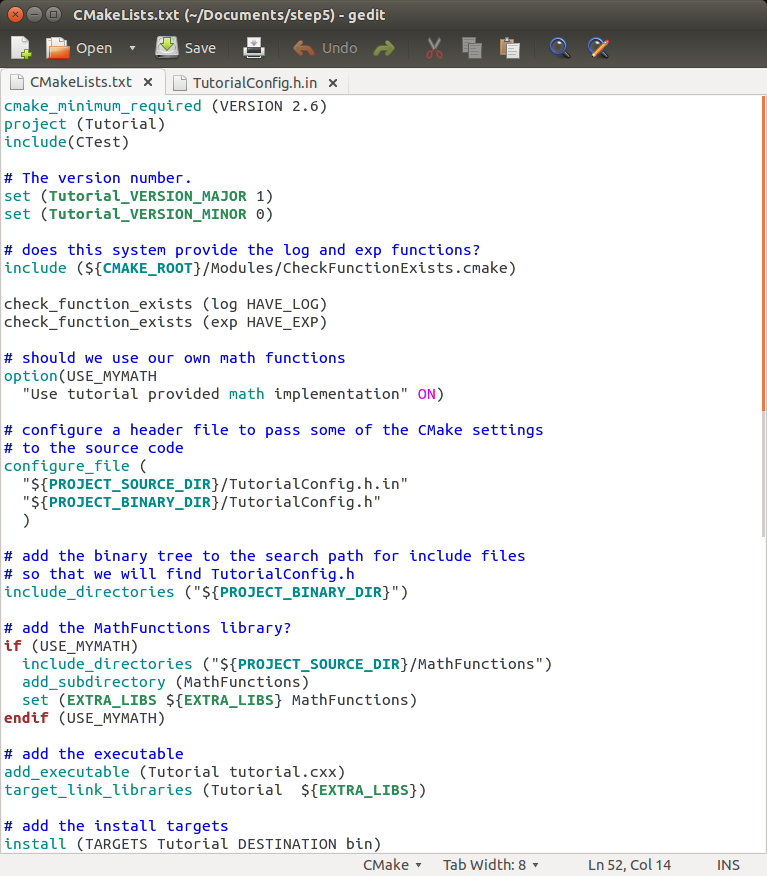 CMakeLists.txt (~/Documents/step5) - gedit
Open Save Undo
CMakeLists.txt TutorialConfig.h.in
cmake_minimum_required (VERSION 2.6)
project (Tutorial)
include(CTest)
# The version number.
set (Tutorial_VERSION_MAJOR 1)
set (Tutorial_VERSION_MINOR 0)
# does this system provide the log and exp functions?
include (${CMAKE_ROOT}/Modules/CheckFunctionExists.cmake)
check_function_exists (log HAVE_LOG)
check_function_exists (exp HAVE_EXP)
# should we use our own math functions
option(USE_MYMATH
  "Use tutorial provided math implementation" ON)
# configure a header file to pass some of the CMake settings
# to the source code
configure_file (
  "${PROJECT_SOURCE_DIR}/TutorialConfig.h.in"
  "${PROJECT_BINARY_DIR}/TutorialConfig.h"
  )
# add the binary tree to the search path for include files
# so that we will find TutorialConfig.h
include_directories ("${PROJECT_BINARY_DIR}")
# add the MathFunctions library?
if (USE_MYMATH)
  include_directories ("${PROJECT_SOURCE_DIR}/MathFunctions")
  add_subdirectory (MathFunctions)
  set (EXTRA_LIBS ${EXTRA_LIBS} MathFunctions)
endif (USE_MYMATH)
# add the executable
add_executable (Tutorial tutorial.cxx)
target_link_libraries (Tutorial  ${EXTRA_LIBS})
# add the install targets
install (TARGETS Tutorial DESTINATION bin)
CMake Tab Width: 8 Ln 52, Col 14 INS